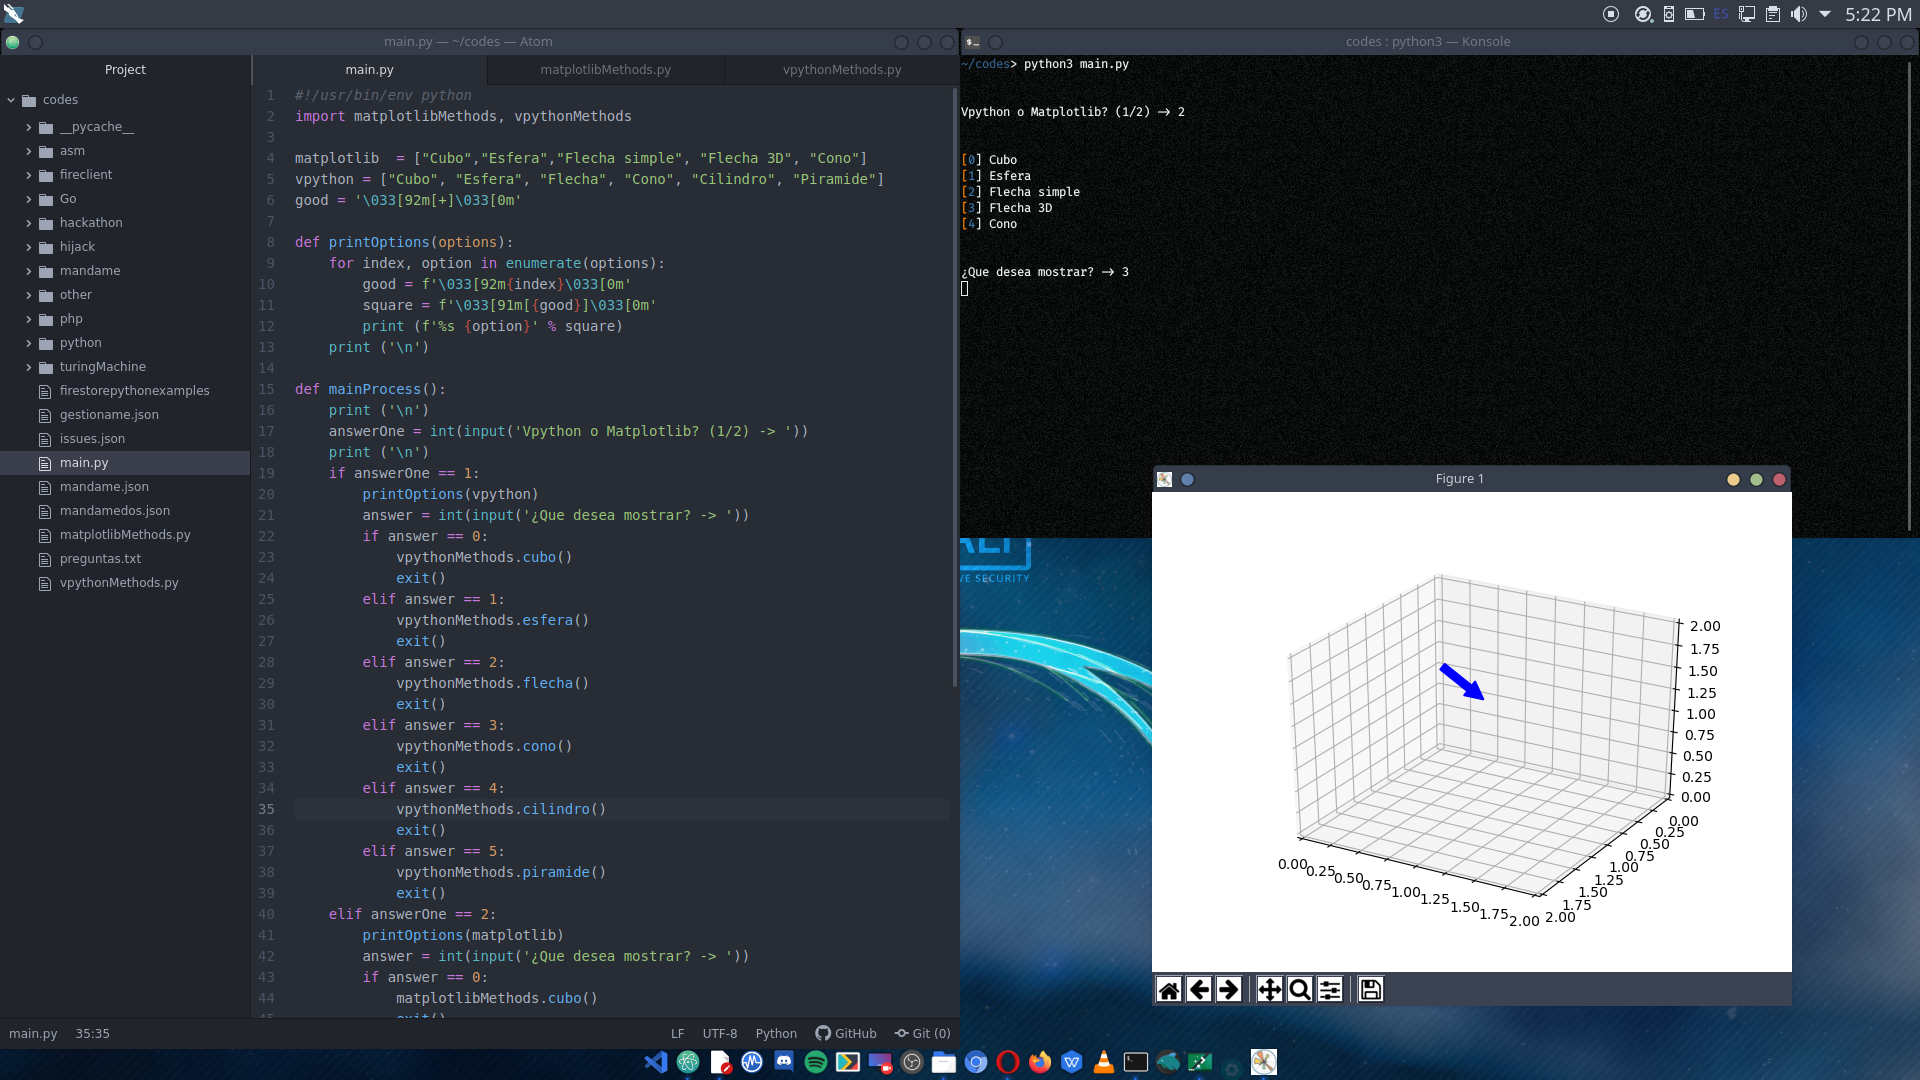 ES
5:22 PM
main.py — ~/codes — Atom
Project
codes
__pycache__
asm
fireclient
Go
hackathon
hijack
mandame
other
php
python
turingMachine
firestorepythonexamples
gestioname.json
issues.json
main.py
mandame.json
mandamedos.json
matplotlibMethods.py
preguntas.txt
vpythonMethods.py
main.py
matplotlibMethods.py
vpythonMethods.py
1 #!/usr/bin/env python
2 import matplotlibMethods, vpythonMethods
3
4 matplotlib  = ["Cubo","Esfera","Flecha simple", "Flecha 3D", "Cono"]
5 vpython = ["Cubo", "Esfera", "Flecha", "Cono", "Cilindro", "Piramide"]
6 good = '\033[92m[+]\033[0m'
7
8 def printOptions(options):
9     for index, option in enumerate(options):
10         good = f'\033[92m{index}\033[0m'
11         square = f'\033[91m[{good}]\033[0m'
12         print (f'%s {option}' % square)
13     print ('\n')
14
15 def mainProcess():
16     print ('\n')
17     answerOne = int(input('Vpython o Matplotlib? (1/2) -> '))
18     print ('\n')
19     if answerOne == 1:
20         printOptions(vpython)
21         answer = int(input('¿Que desea mostrar? -> '))
22         if answer == 0:
23             vpythonMethods.cubo()
24             exit()
25         elif answer == 1:
26             vpythonMethods.esfera()
27             exit()
28         elif answer == 2:
29             vpythonMethods.flecha()
30             exit()
31         elif answer == 3:
32             vpythonMethods.cono()
33             exit()
34         elif answer == 4:
35             vpythonMethods.cilindro()
36             exit()
37         elif answer == 5:
38             vpythonMethods.piramide()
39             exit()
40     elif answerOne == 2:
41         printOptions(matplotlib)
42         answer = int(input('¿Que desea mostrar? -> '))
43         if answer == 0:
44             matplotlibMethods.cubo()
main.py 35:35
LF UTF-8 Python GitHub Git (0)
codes : python3 — Konsole
~/codes> python3 main.py
Vpython o Matplotlib? (1/2) -> 2
[0] Cubo
[1] Esfera
[2] Flecha simple
[3] Flecha 3D
[4] Cono
¿Que desea mostrar? -> 3
VE SECURITY
Figure 1
2.00
1.75
1.50
1.25
1.00
0.75
0.50
0.25
0.00
0.00
0.25
0.50
0.75
1.00
1.25
1.50
1.75
2.00
0.00
0.25
0.50
0.75
1.00
1.25
1.50
1.75
2.00